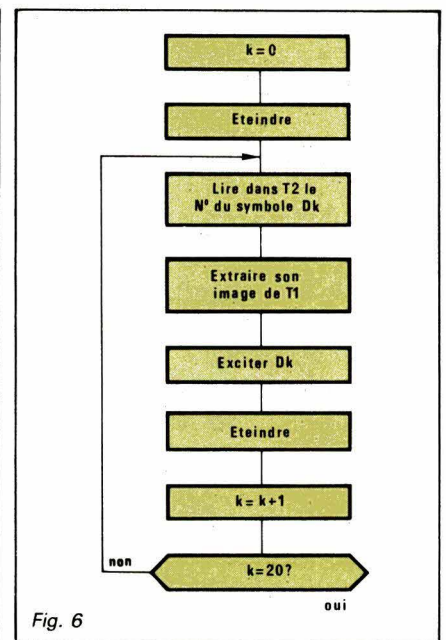 k=0
Eteindre
Lire dans T2 le
N° du symbole Dk
Extraire son
image de T1
Exciter Dk
Eteindre
k=k+1
non
k=20?
oui
Fig. 6